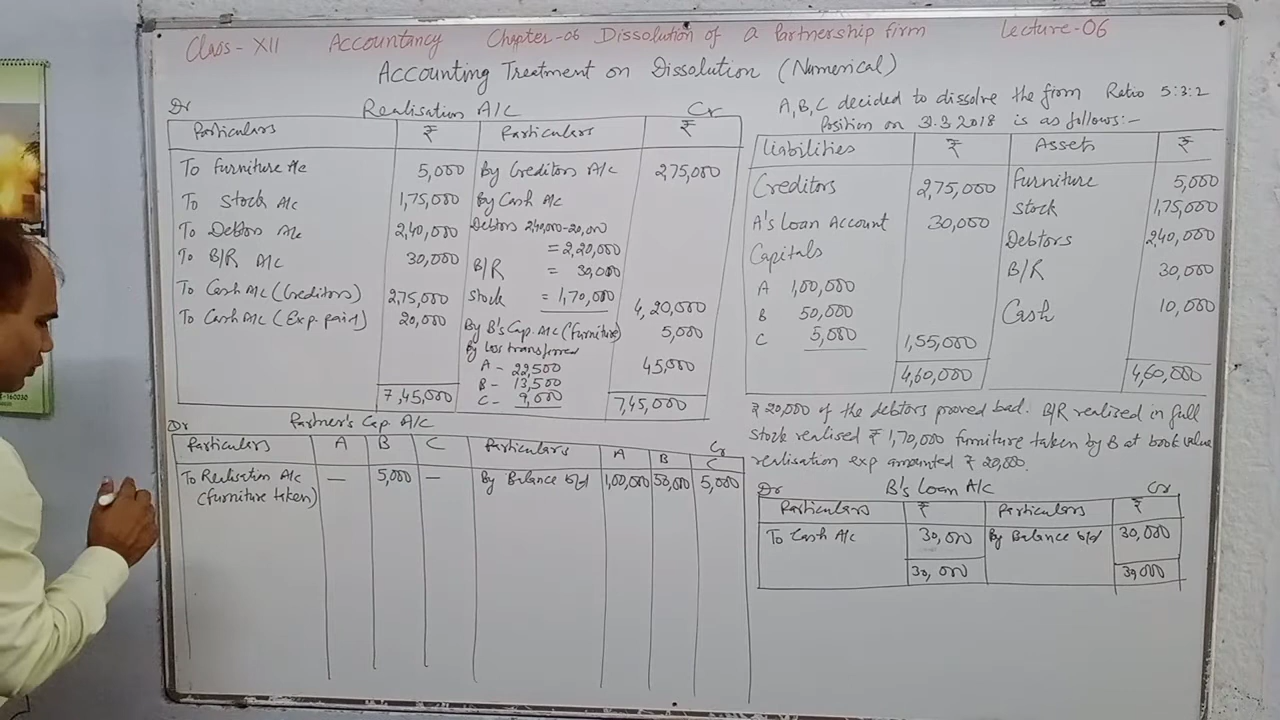 Class-XII Accountancy Chapter-06 Dissolution of a Partnership firm Lecture-06
Accounting Treatment on Dissolution (Numerical)
Dr Realisation A/c Cr
Particulars ₹ Particulars ₹
To Furniture A/c 5,000 By Creditors A/c 2,75,000
To Stock A/c 1,75,000 By Cash A/c
To Debtors A/c 2,40,000 Debtors 2,40,000-20,000
= 2,20,000
To B/R A/c 30,000 B/R = 30,000
To Cash A/c (Creditors) 2,75,000 Stock = 1,70,000 4,20,000
To Cash A/c (Exp. paid) 20,000 By B's Cap. A/c (Furniture) 5,000
By loss transferred
A - 22,500 45,000
B - 13,500
C - 9,000
7,45,000 7,45,000
A, B, C decided to dissolve the firm Ratio 5:3:2
Position on 31.3.2018 is as follows:-
Liabilities ₹ Assets ₹
Creditors 2,75,000 Furniture 5,000
Stock 1,75,000
A's Loan Account 30,000 Debtors 2,40,000
Capitals B/R 30,000
A 1,00,000
B 50,000 Cash 10,000
C 5,000 1,55,000
4,60,000 4,60,000
₹ 20,000 of the debtors proved bad. B/R realized in full
stock realised ₹ 1,70,000 furniture taken by B at book value
realisation exp amounted ₹ 20,000.
Dr Partner's Cap. A/c Cr
Particulars A B C Particulars A B C
To Realisation A/c — 5,000 — By Balance b/d 1,00,000 50,000 5,000
(furniture taken)
Dr B's Loan A/c Cr
Particulars ₹ Particulars ₹
To Cash A/c 30,000 By Balance b/d 30,000
30,000 30,000